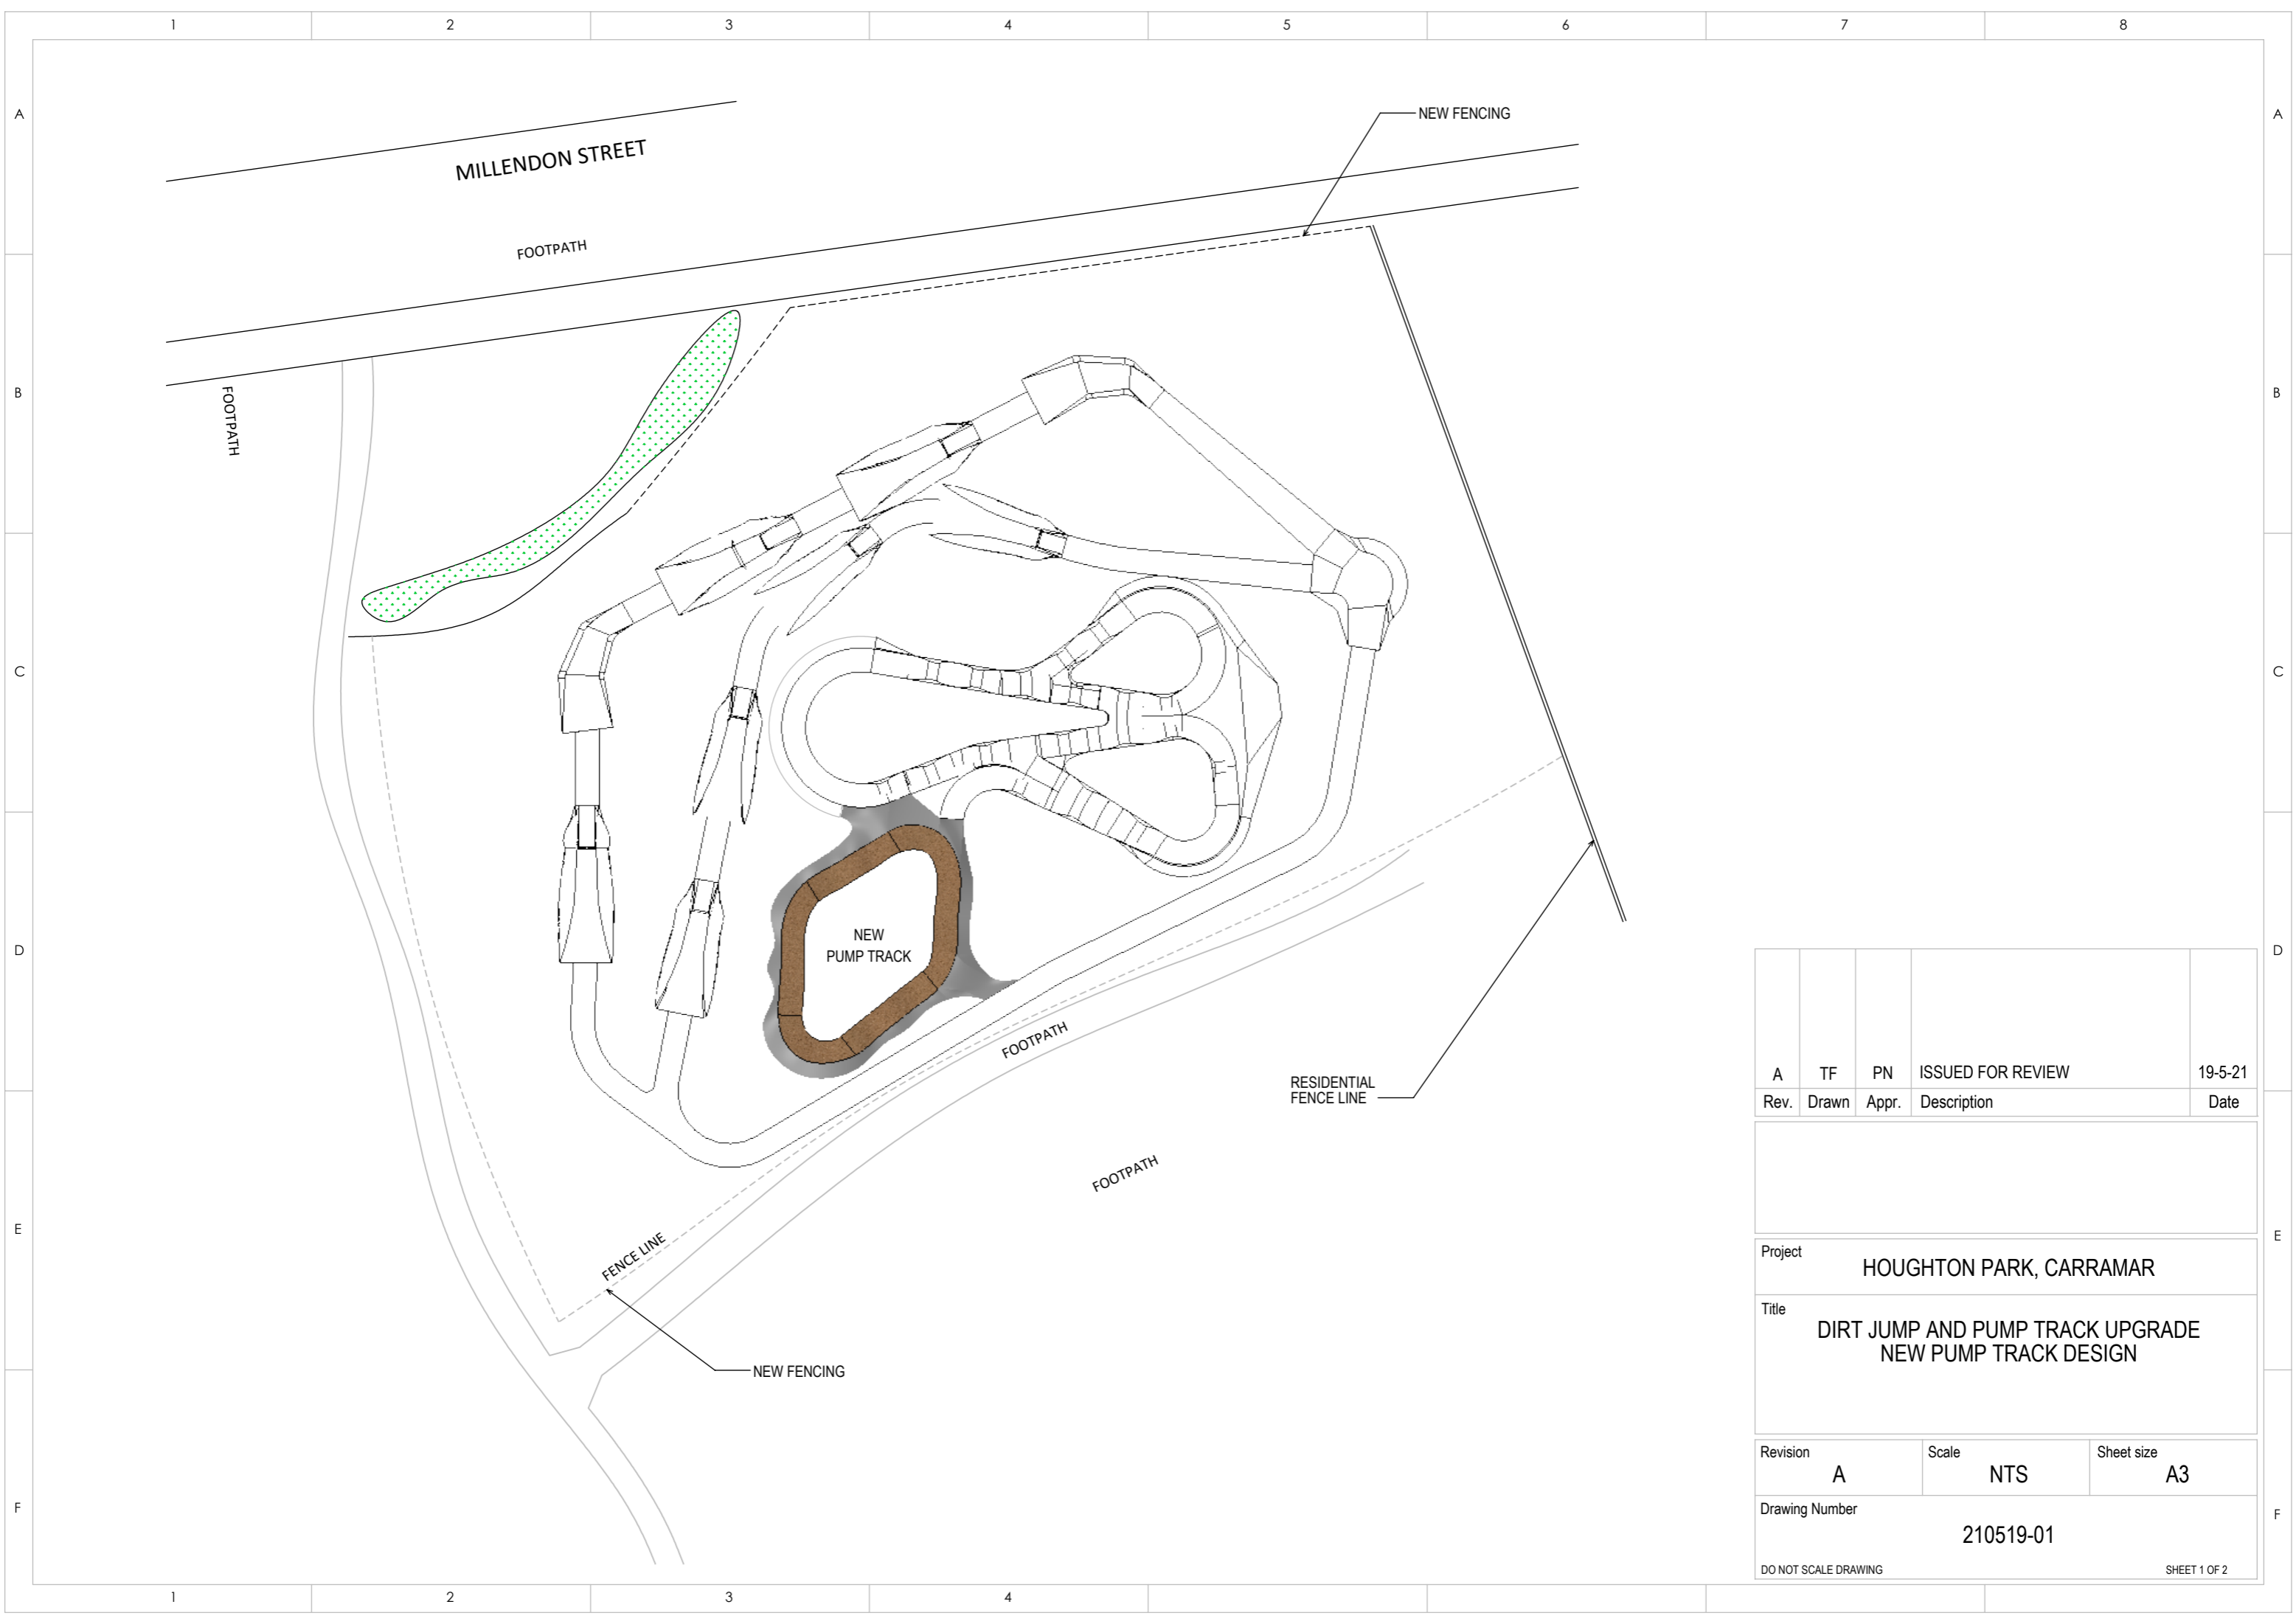 1 2 3 4 5 6 7 8
A A
NEW FENCING
MILLENDON STREET
FOOTPATH
B B
FOOTPATH
C C
D D
NEW
PUMP TRACK
FOOTPATH
RESIDENTIAL
FENCE LINE
FOOTPATH
E E
FENCE LINE
NEW FENCING
F F
1 2 3 4
A TF PN ISSUED FOR REVIEW 19-5-21
Rev. Drawn Appr. Description Date
Project
HOUGHTON PARK, CARRAMAR
Title
DIRT JUMP AND PUMP TRACK UPGRADE
NEW PUMP TRACK DESIGN
Revision Scale Sheet size
A NTS A3
Drawing Number
210519-01
DO NOT SCALE DRAWING SHEET 1 OF 2